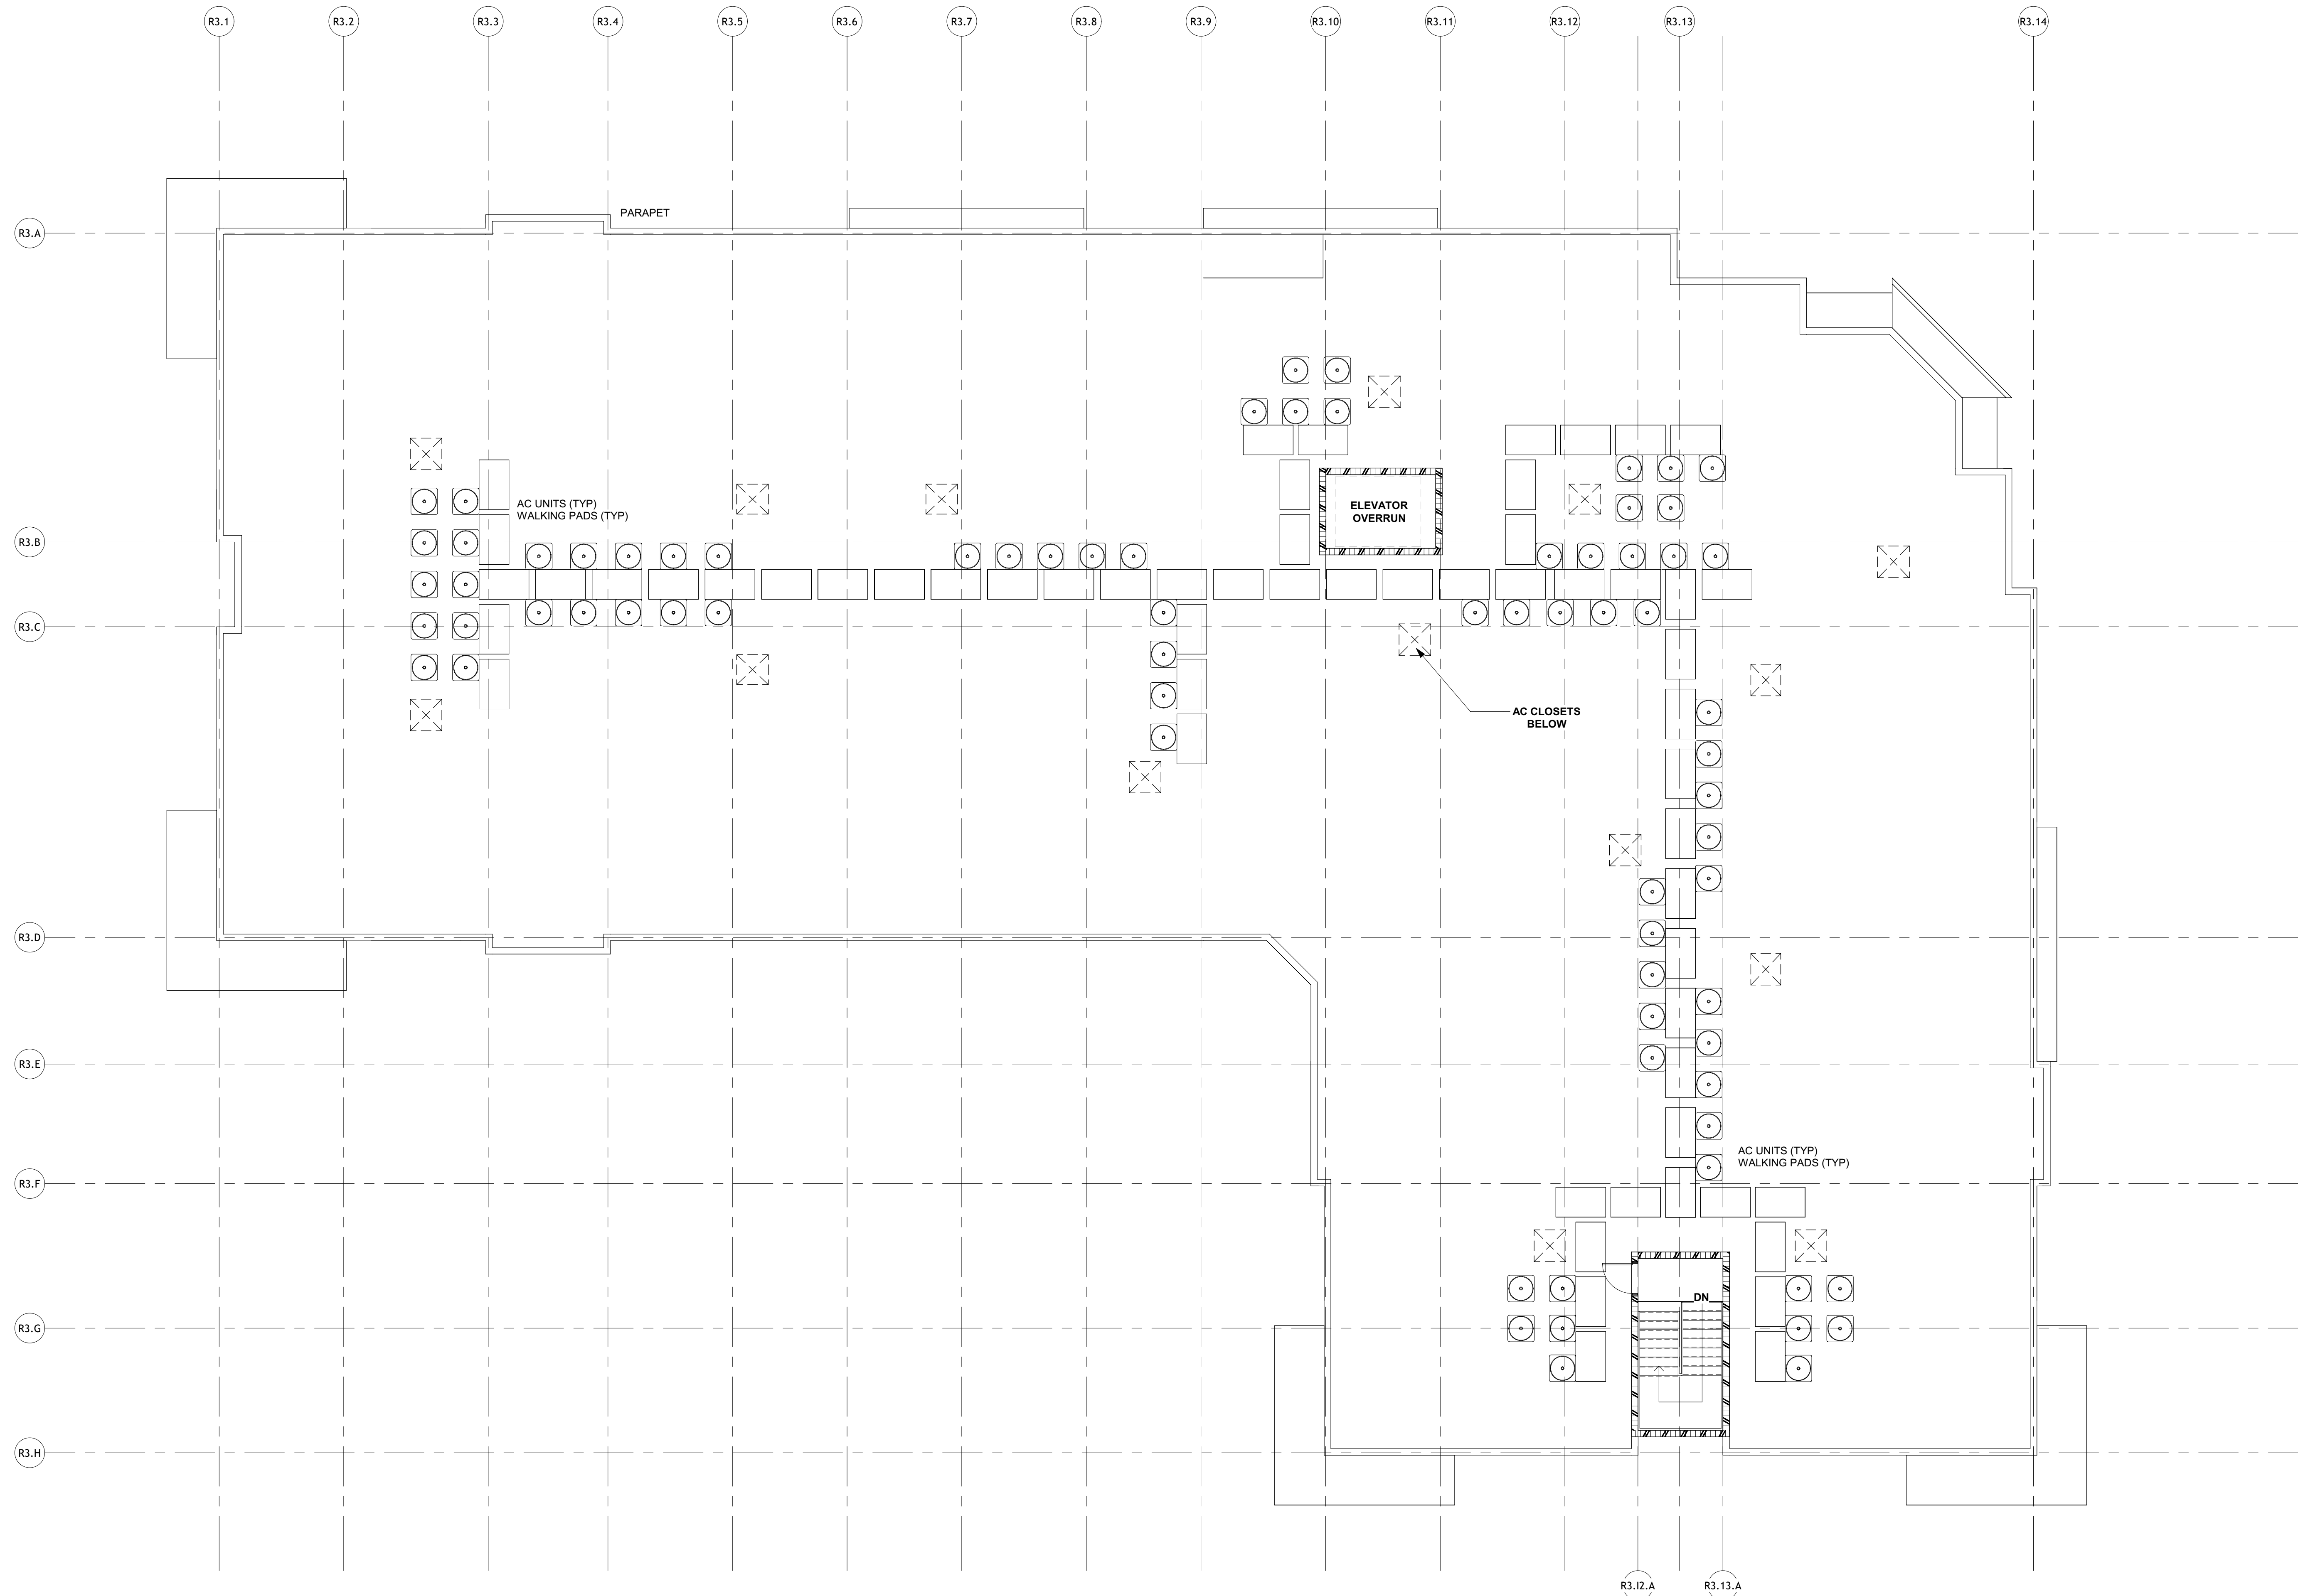 R3.1
R3.2
R3.3
R3.4
R3.5
R3.6
R3.7
R3.8
R3.9
R3.10
R3.11
R3.12
R3.13
R3.14
PARAPET
R3.A
AC UNITS (TYP)
WALKING PADS (TYP)
ELEVATOR
OVERRUN
R3.B
R3.C
AC CLOSETS
BELOW
R3.D
R3.E
AC UNITS (TYP)
WALKING PADS (TYP)
R3.F
DN
R3.G
R3.H
R3.I2.A
R3.13.A